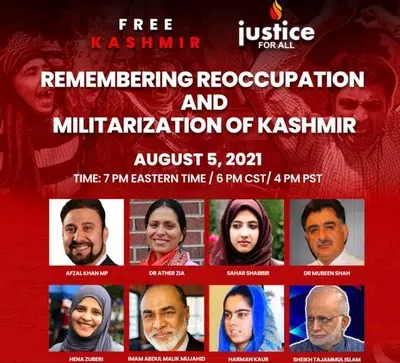 FREE
KASHMIR
justice
FOR ALL
REMEMBERING REOCCUPATION
AND
MILITARIZATION OF KASHMIR
AUGUST 5, 2021
TIME: 7 PM EASTERN TIME / 6 PM CST/ 4 PM PST
AFZAL KHAN MP
DR ATHER ZIA
SAHAR SHABBIR
DR MUBEEN SHAH
HENA ZUBERI
IMAM ABDUL MALIK MUJAHID
HARMAN KAUR
SHEIKH TAJAMMUL ISLAM